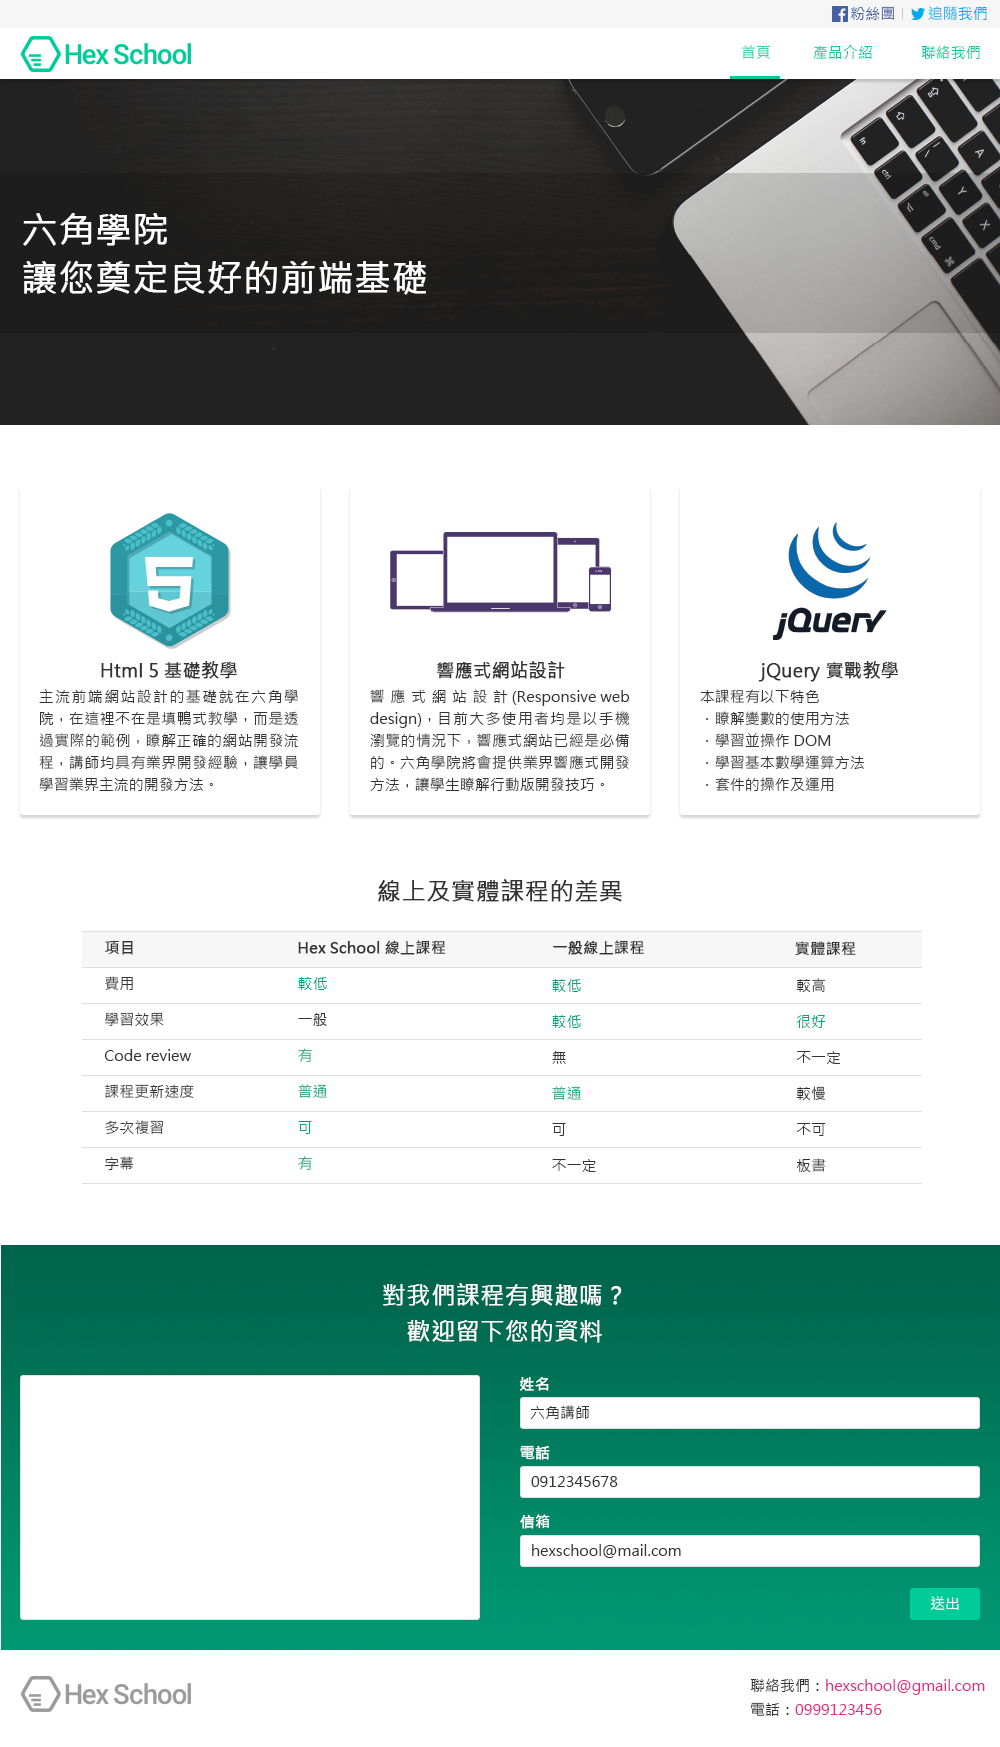 粉絲團 | 追隨我們
Hex School
首頁 產品介紹 聯絡我們
六角學院
讓您奠定良好的前端基礎
5
jQuery
Html 5 基礎教學
主流前端網站設計的基礎就在六角學
院，在這裡不在是填鴨式教學，而是透
過實際的範例，瞭解正確的網站開發流
程，講師均具有業界開發經驗，讓學員
學習業界主流的開發方法。
響應式網站設計
響應式網站設計(Responsive web
design)，目前大多使用者均是以手機
瀏覽的情況下，響應式網站已經是必備
的。六角學院將會提供業界響應式開發
方法，讓學生瞭解行動版開發技巧。
jQuery 實戰教學
本課程有以下特色
．瞭解變數的使用方法
．學習並操作 DOM
．學習基本數學運算方法
．套件的操作及運用
線上及實體課程的差異
項目 Hex School 線上課程 一般線上課程 實體課程
費用 較低 較低 較高
學習效果 一般 較低 很好
Code review 有 無 不一定
課程更新速度 普通 普通 較慢
多次複習 可 可 不可
字幕 有 不一定 板書
對我們課程有興趣嗎？
歡迎留下您的資料
姓名
六角講師
電話
0912345678
信箱
hexschool@mail.com
送出
Hex School
聯絡我們：hexschool@gmail.com
電話：0999123456